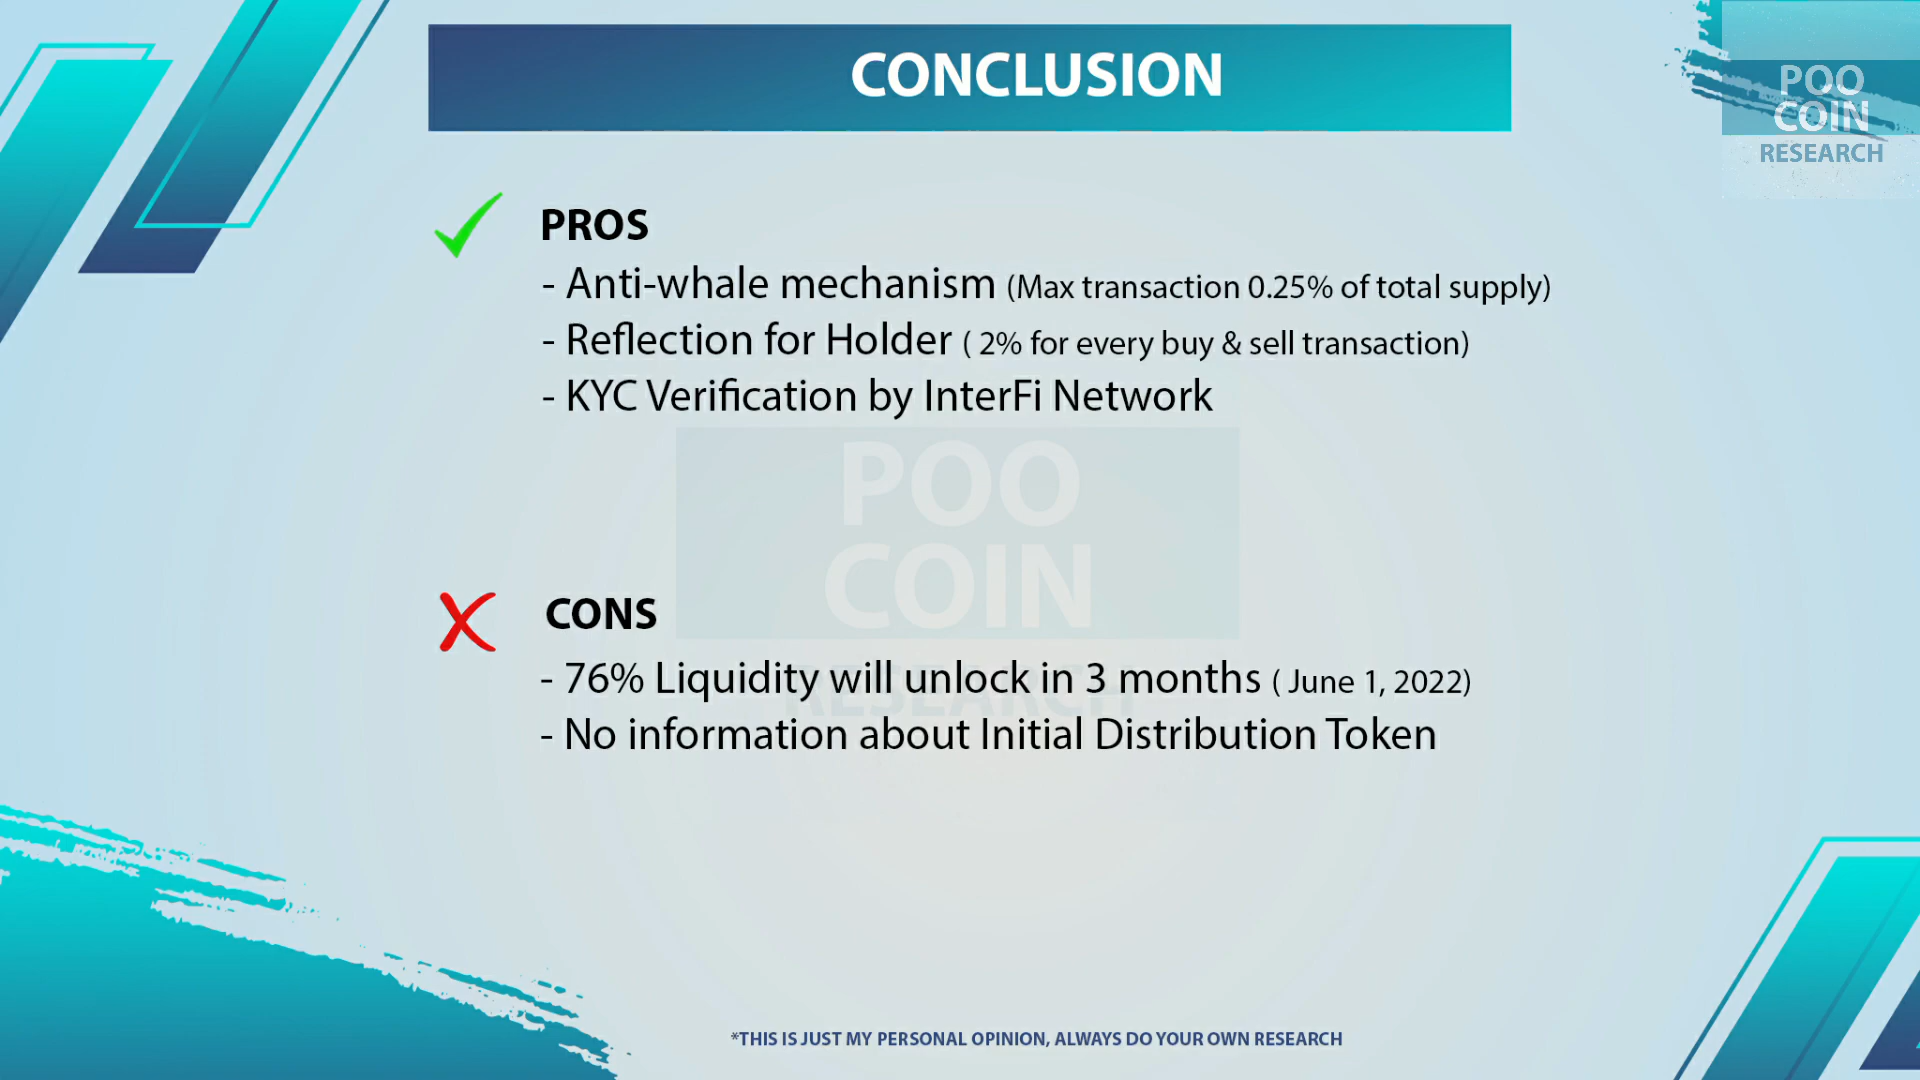 CONCLUSION
POO
COIN
RESEARCH
PROS
- Anti-whale mechanism (Max transaction 0.25% of total supply)
- Reflection for Holder ( 2% for every buy & sell transaction)
- KYC Verification by InterFi Network
POO
COIN
RESEARCH
CONS
- 76% Liquidity will unlock in 3 months ( June 1, 2022)
- No information about Initial Distribution Token
*THIS IS JUST MY PERSONAL OPINION, ALWAYS DO YOUR OWN RESEARCH